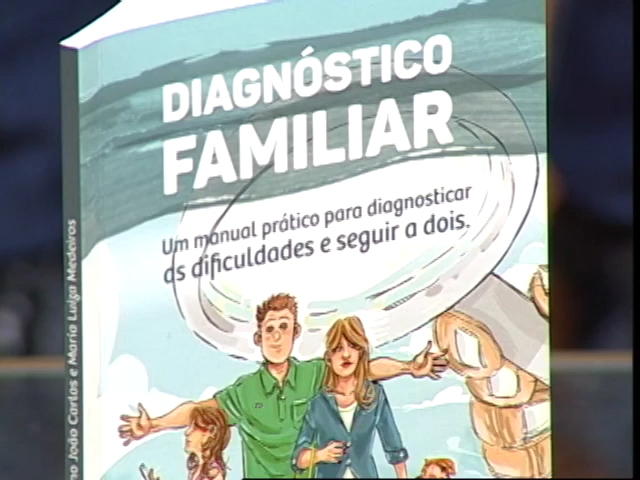 DIAGNÓSTICO
FAMILIAR
Um manual prático para diagnosticar
as dificuldades e seguir a dois.
João Carlos e Maria Luiza Medeiros